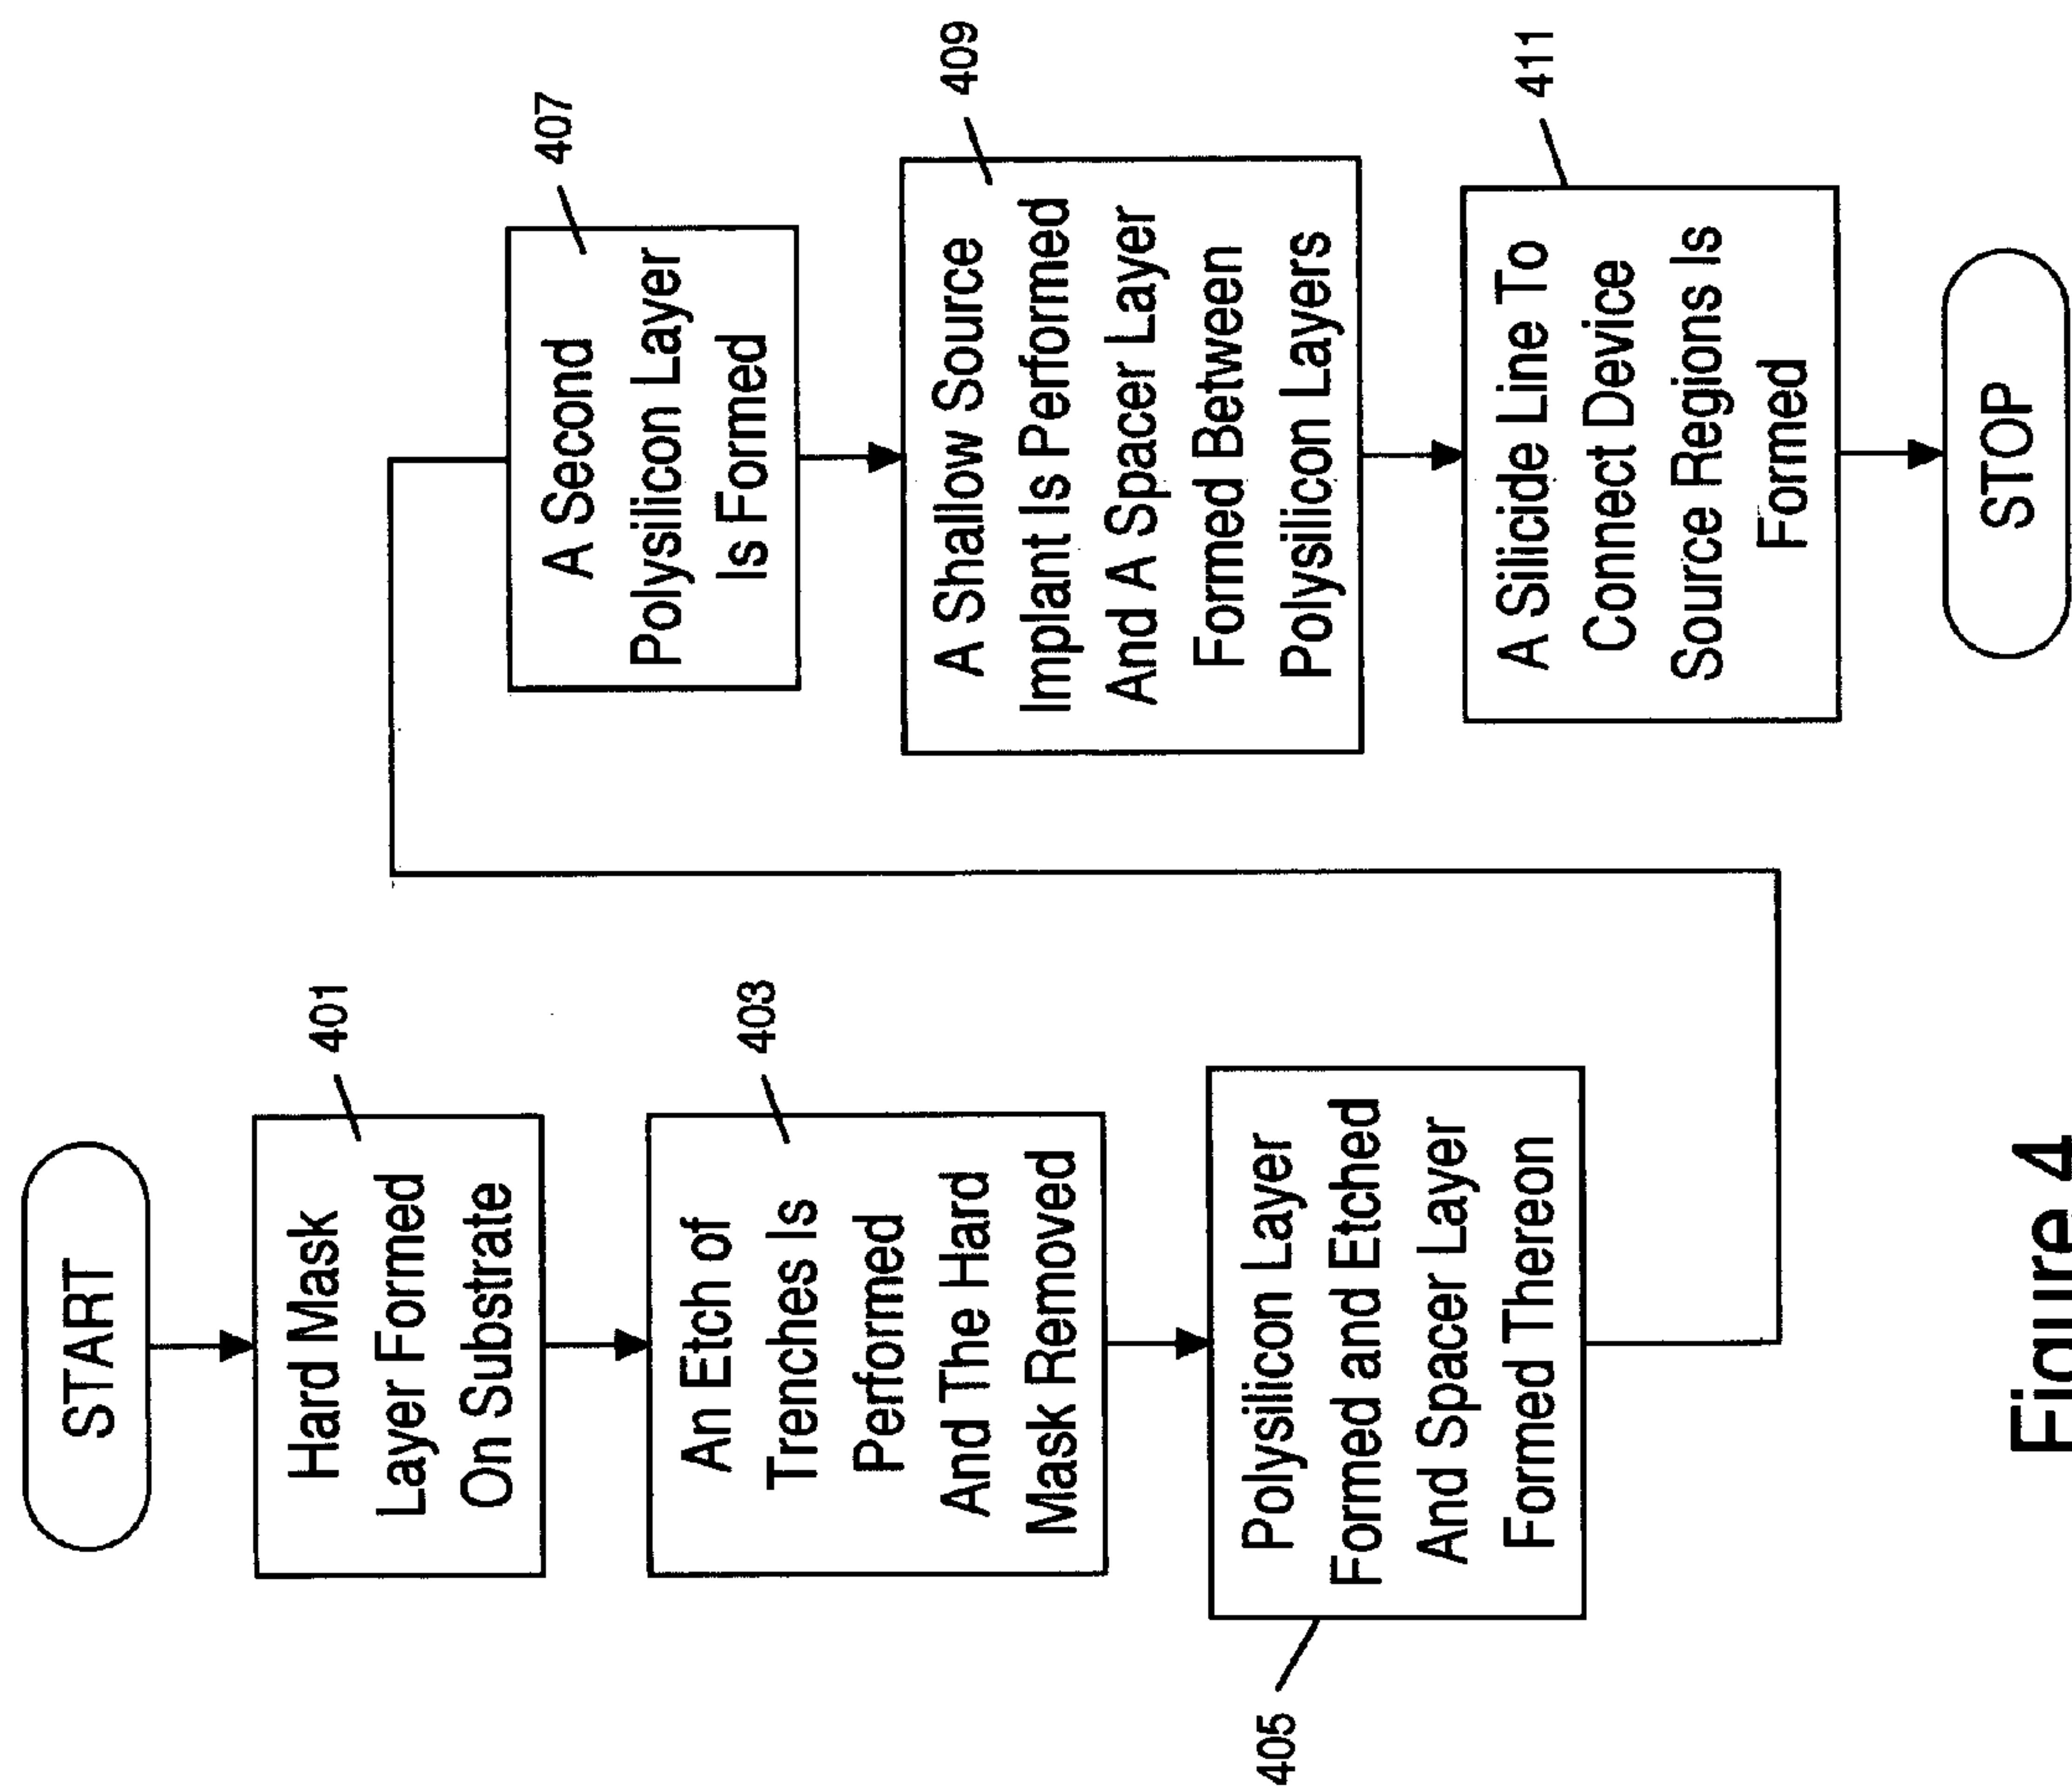 START
401
Hard Mask
Layer Formed
On Substrate
403
An Etch of
Trenches Is
Performed
And The Hard
Mask Removed
405
Polysilicon Layer
Formed and Etched
And Spacer Layer
Formed Thereon
407
A Second
Polysilicon Layer
Is Formed
409
A Shallow Source
Implant Is Performed
And A Spacer Layer
Formed Between
Polysilicon Layers
411
A Silicide Line To
Connect Device
Source Regions Is
Formed
STOP
Figure 4